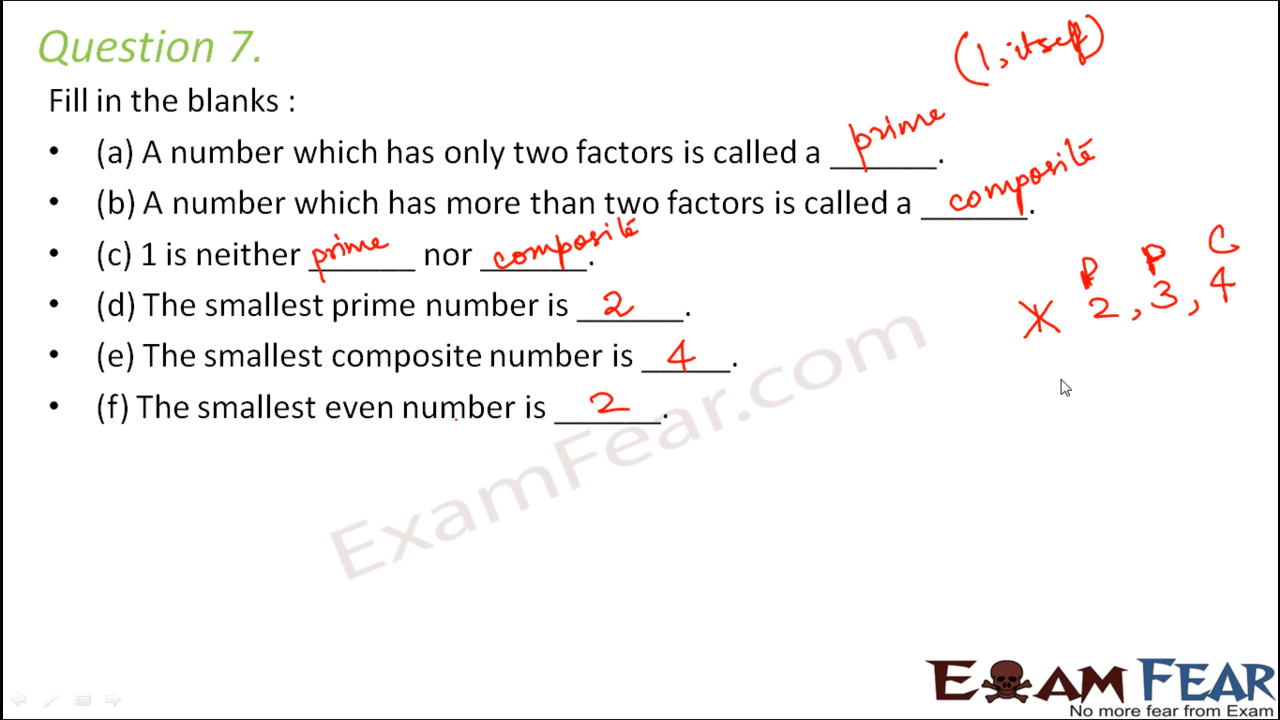 Question 7.
(1, itself)
Fill in the blanks :
• (a) A number which has only two factors is called a prime.
• (b) A number which has more than two factors is called a composite.
• (c) 1 is neither prime nor composite.
P P C
• (d) The smallest prime number is 2.
2, 3, 4
• (e) The smallest composite number is 4.
• (f) The smallest even number is 2.
ExamFear.com
EXAM FEAR
No more fear from Exam